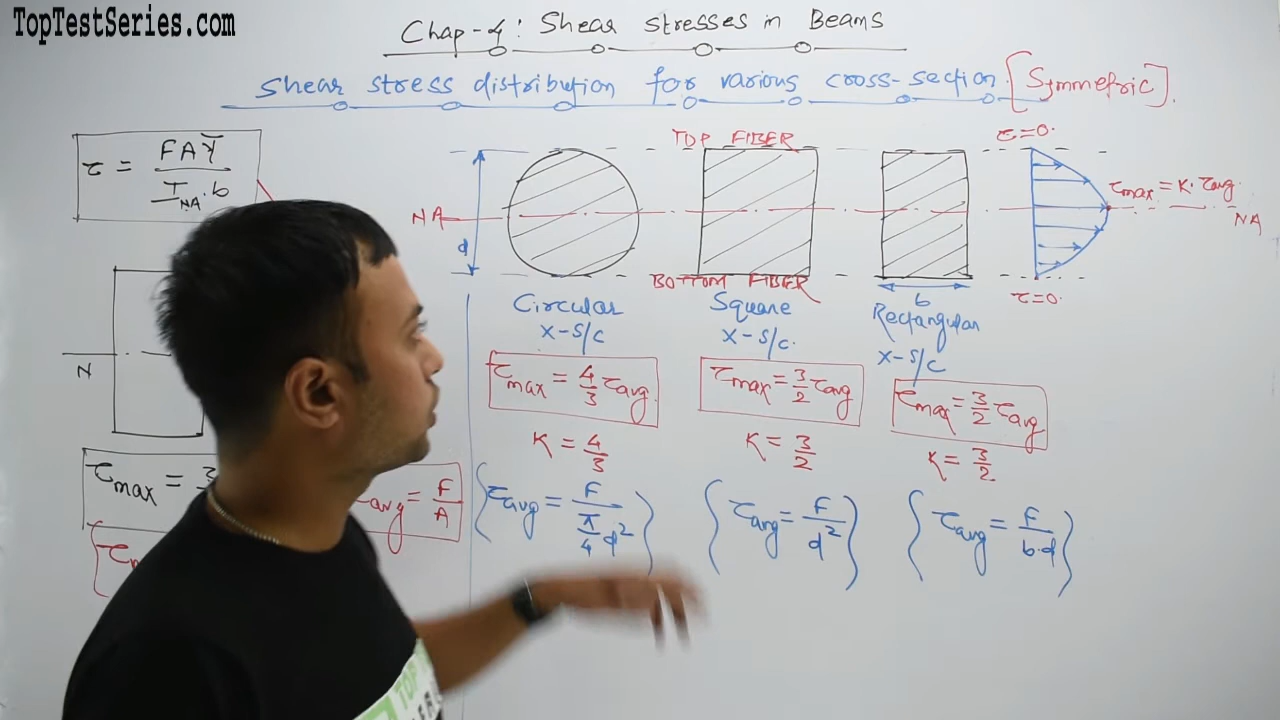 TopTestSeries.com
Chap-4: Shear stresses in Beams
Shear stress distribution for various cross-section. [Symmetric].
τ = FAȲ / I_NA.b
TOP FIBER
τ=0.
τmax = K. τavg.
NA
NA
d
BOTTOM FIBER
τ=0.
b
Circular
X-S/C
Square
X-S/C.
Rectangular
X-S/C
N
τmax = 4/3 τavg.
τmax = 3/2 τavg
τmax = 3/2 τavg
K = 4/3
K = 3/2
K = 3/2
τmax = 3/
τavg = F/A
{τavg = F / π/4 d²}
{τavg = F / d²}
{τavg = F / b.d}